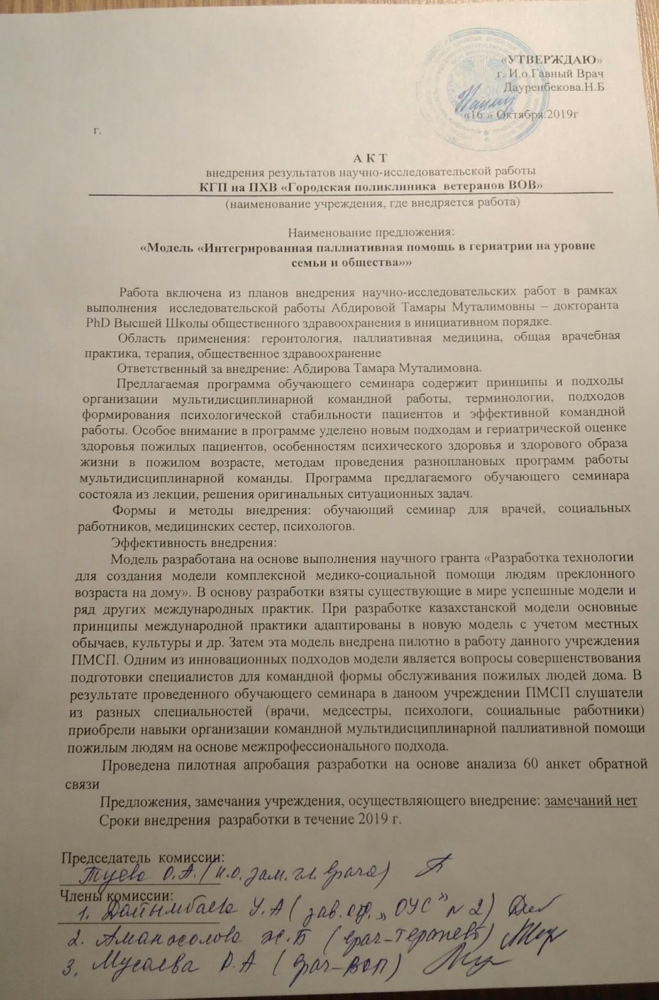 «УТВЕРЖДАЮ»
г. И.о.Гавный Врач
Дауренбекова.Н.Б
«16 » Октября.2019г
г.
А К Т
внедрения результатов научно-исследовательской работы
КГП на ПХВ «Городская поликлиника ветеранов ВОВ»
(наименование учреждения, где внедряется работа)
Наименование предложения:
«Модель «Интегрированная паллиативная помощь в гериатрии на уровне
семьи и общества»»
Работа включена из планов внедрения научно-исследовательских работ в рамках
выполнения исследовательской работы Абдировой Тамары Муталимовны – докторанта
PhD Высшей Школы общественного здравоохранения в инициативном порядке.
Область применения: геронтология, паллиативная медицина, общая врачебная
практика, терапия, общественное здравоохранение
Ответственный за внедрение: Абдирова Тамара Муталимовна.
Предлагаемая программа обучающего семинара содержит принципы и подходы
организации мультидисциплинарной командной работы, терминологии, подходов
формирования психологической стабильности пациентов и эффективной командной
работы. Особое внимание в программе уделено новым подходам и гериатрической оценке
здоровья пожилых пациентов, особенностям психического здоровья и здорового образа
жизни в пожилом возрасте, методам проведения разноплановых программ работы
мультидисциплинарной команды. Программа предлагаемого обучающего семинара
состояла из лекции, решения оригинальных ситуационных задач.
Формы и методы внедрения: обучающий семинар для врачей, социальных
работников, медицинских сестер, психологов.
Эффективность внедрения:
Модель разработана на основе выполнения научного гранта «Разработка технологии
для создания модели комплексной медико-социальной помощи людям преклонного
возраста на дому». В основу разработки взяты существующие в мире успешные модели и
ряд других международных практик. При разработке казахстанской модели основные
принципы международной практики адаптированы в новую модель с учетом местных
обычаев, культуры и др. Затем эта модель внедрена пилотно в работу данного учреждения
ПМСП. Одним из инновационных подходов модели является вопросы совершенствования
подготовки специалистов для командной формы обслуживания пожилых людей дома. В
результате проведенного обучающего семинара в даноом учреждении ПМСП слушатели
из разных специальностей (врачи, медсестры, психологи, социальные работники)
приобрели навыки организации командной мультидисциплинарной паллиативной помощи
пожилым людям на основе межпрофессионального подхода.
Проведена пилотная апробация разработки на основе анализа 60 анкет обратной
связи
Предложения, замечания учреждения, осуществляющего внедрение: замечаний нет
Сроки внедрения разработки в течение 2019 г.
Председатель комиссии:
Туева О.А. (и.о. зам. гл. врача)
Члены комиссии:
1. У.А ( зав. отд. „ ОУС" N 2)
2. Аманжолова Ж.Б ( врач-терапевт)
3. Мусаева Р.А ( врач-ВОП)